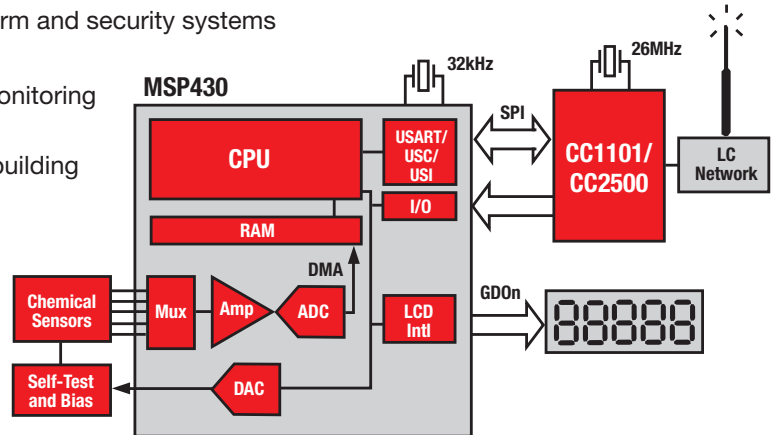 rm and security systems
onitoring
building
MSP430
32kHz
26MHz
CPU
USART/
USC/
USI
SPI
CC1101/
CC2500
LC
Network
I/O
RAM
DMA
GDOn
Chemical
Sensors
Mux
Amp
ADC
LCD
Intl
88888
Self-Test
and Bias
DAC